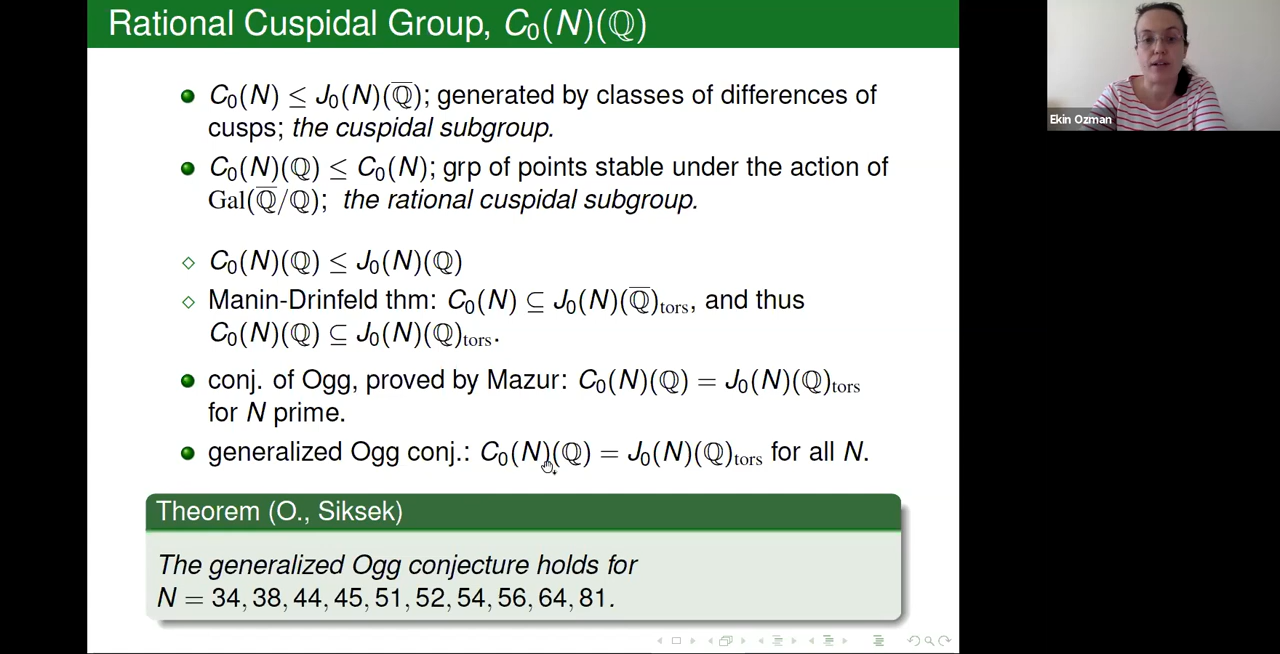 Rational Cuspidal Group, C₀(N)(ℚ)
C₀(N) ≤ J₀(N)(ℚ̅); generated by classes of differences of
cusps; the cuspidal subgroup.
C₀(N)(ℚ) ≤ C₀(N); grp of points stable under the action of
Gal(ℚ̅/ℚ); the rational cuspidal subgroup.
C₀(N)(ℚ) ≤ J₀(N)(ℚ)
Manin-Drinfeld thm: C₀(N) ⊆ J₀(N)(ℚ̅)tors, and thus
C₀(N)(ℚ) ⊆ J₀(N)(ℚ)tors.
conj. of Ogg, proved by Mazur: C₀(N)(ℚ) = J₀(N)(ℚ)tors
for N prime.
generalized Ogg conj.: C₀(N)(ℚ) = J₀(N)(ℚ)tors for all N.
Theorem (O., Siksek)
The generalized Ogg conjecture holds for
N = 34, 38, 44, 45, 51, 52, 54, 56, 64, 81.
Ekin Ozman